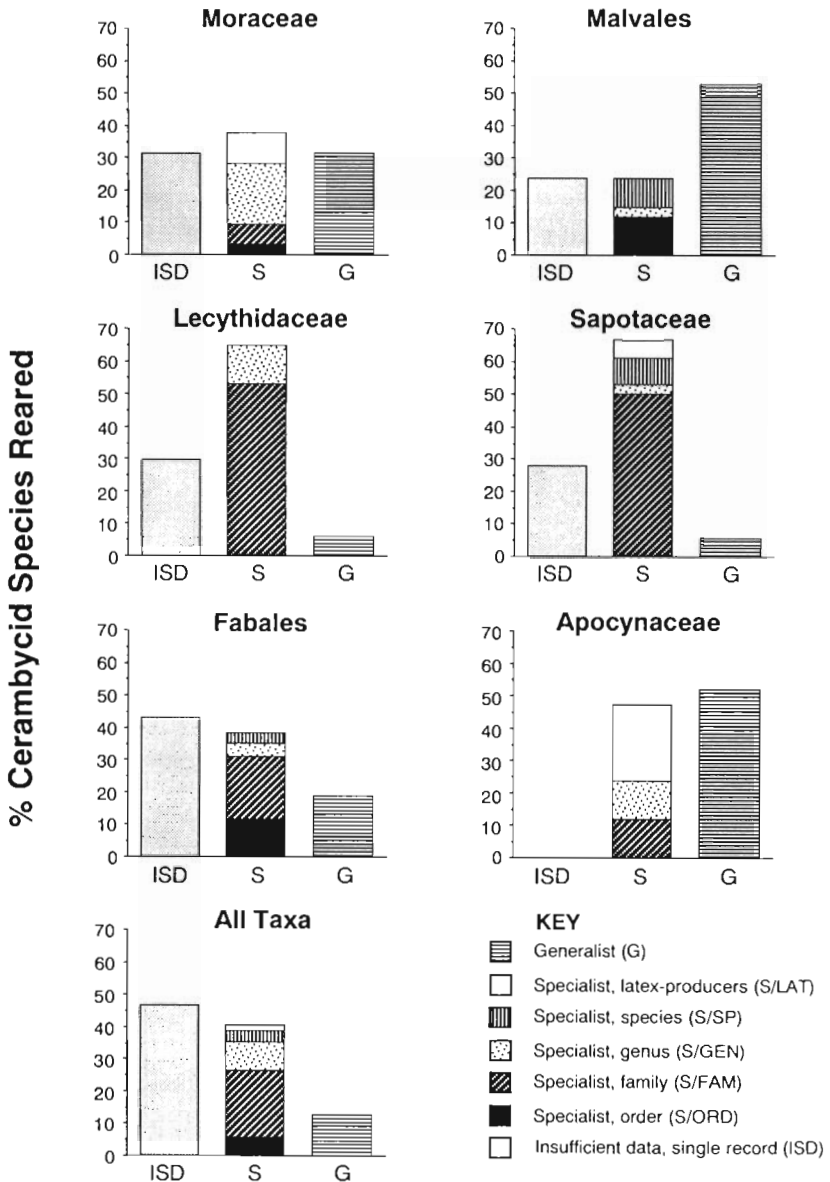 % Cerambycid Species Reared
Moraceae
70
60
50
40
30
20
10
0
ISD S G
Malvales
70
60
50
40
30
20
10
0
ISD S G
Lecythidaceae
70
60
50
40
30
20
10
0
ISD S G
Sapotaceae
70
60
50
40
30
20
10
0
ISD S G
Fabales
70
60
50
40
30
20
10
0
ISD S G
Apocynaceae
70
60
50
40
30
20
10
0
ISD S G
All Taxa
70
60
50
40
30
20
10
0
ISD S G
KEY
Generalist (G)
Specialist, latex-producers (S/LAT)
Specialist, species (S/SP)
Specialist, genus (S/GEN)
Specialist, family (S/FAM)
Specialist, order (S/ORD)
Insufficient data, single record (ISD)